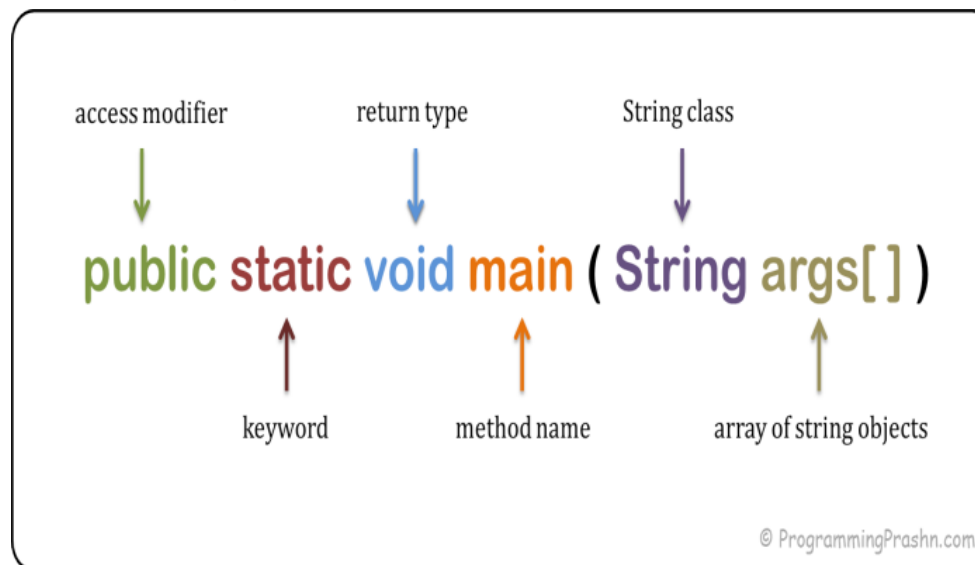 access modifier return type String class
public static void main ( String args[ ] )
keyword method name array of string objects
© ProgrammingPrashn.com